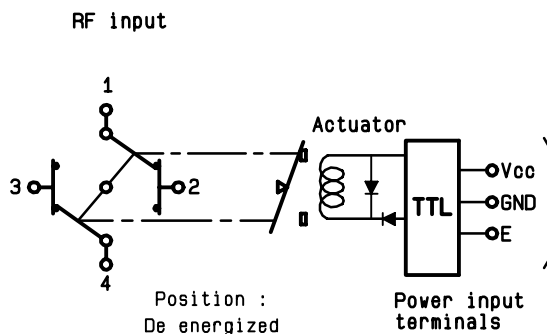 RF input
1
Actuator
3
2
TTL
Vcc
GND
E
4
Position :
De energized
Power input
terminals